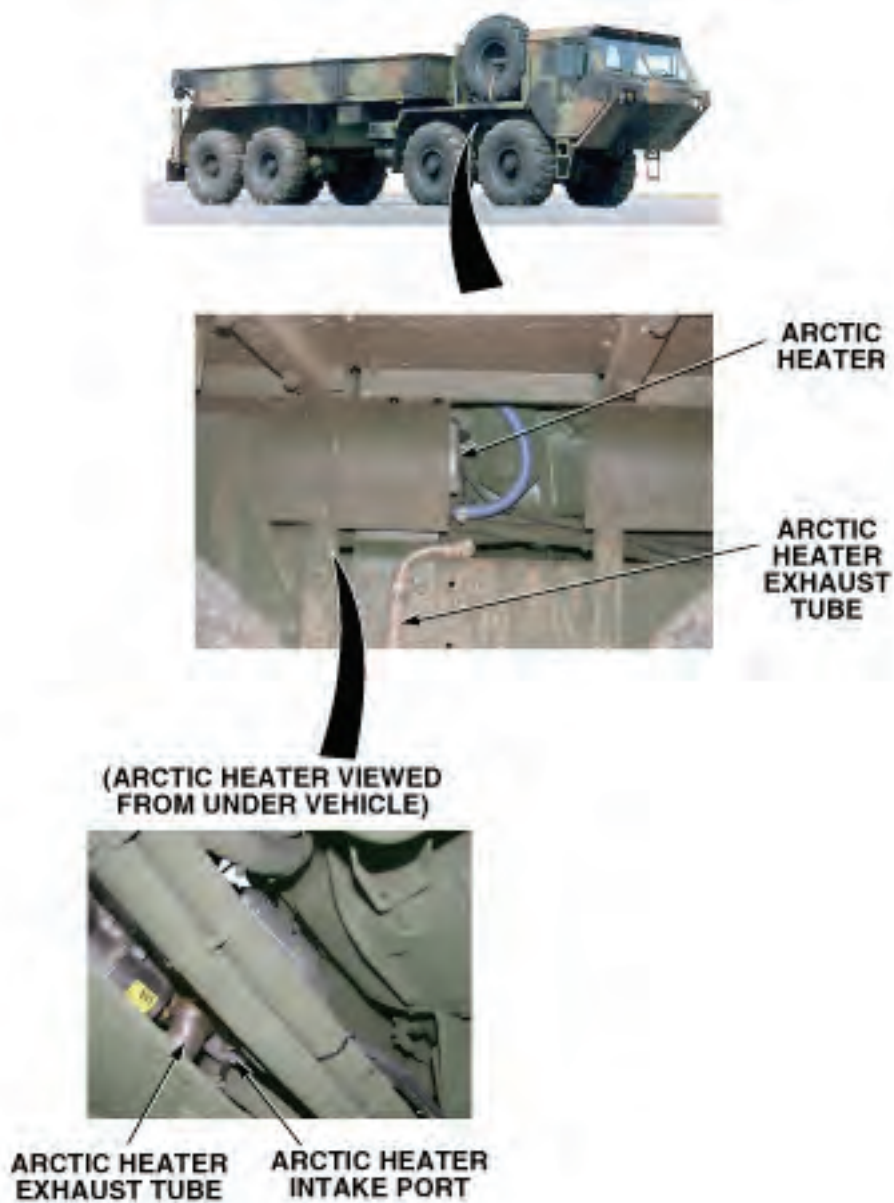 ARCTIC
HEATER
ARCTIC
HEATER
EXHAUST
TUBE
(ARCTIC HEATER VIEWED
FROM UNDER VEHICLE)
ARCTIC HEATER
EXHAUST TUBE
ARCTIC HEATER
INTAKE PORT